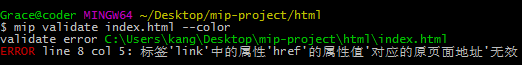 Grace@coder MINGW64 ~/Desktop/mip-project/html
$ mip validate index.html --color
validate error C:\Users\kang\Desktop\mip-project\html\index.html
ERROR line 8 col 5: 标签'link'中的属性'href'的属性值'对应的原页面地址'无效